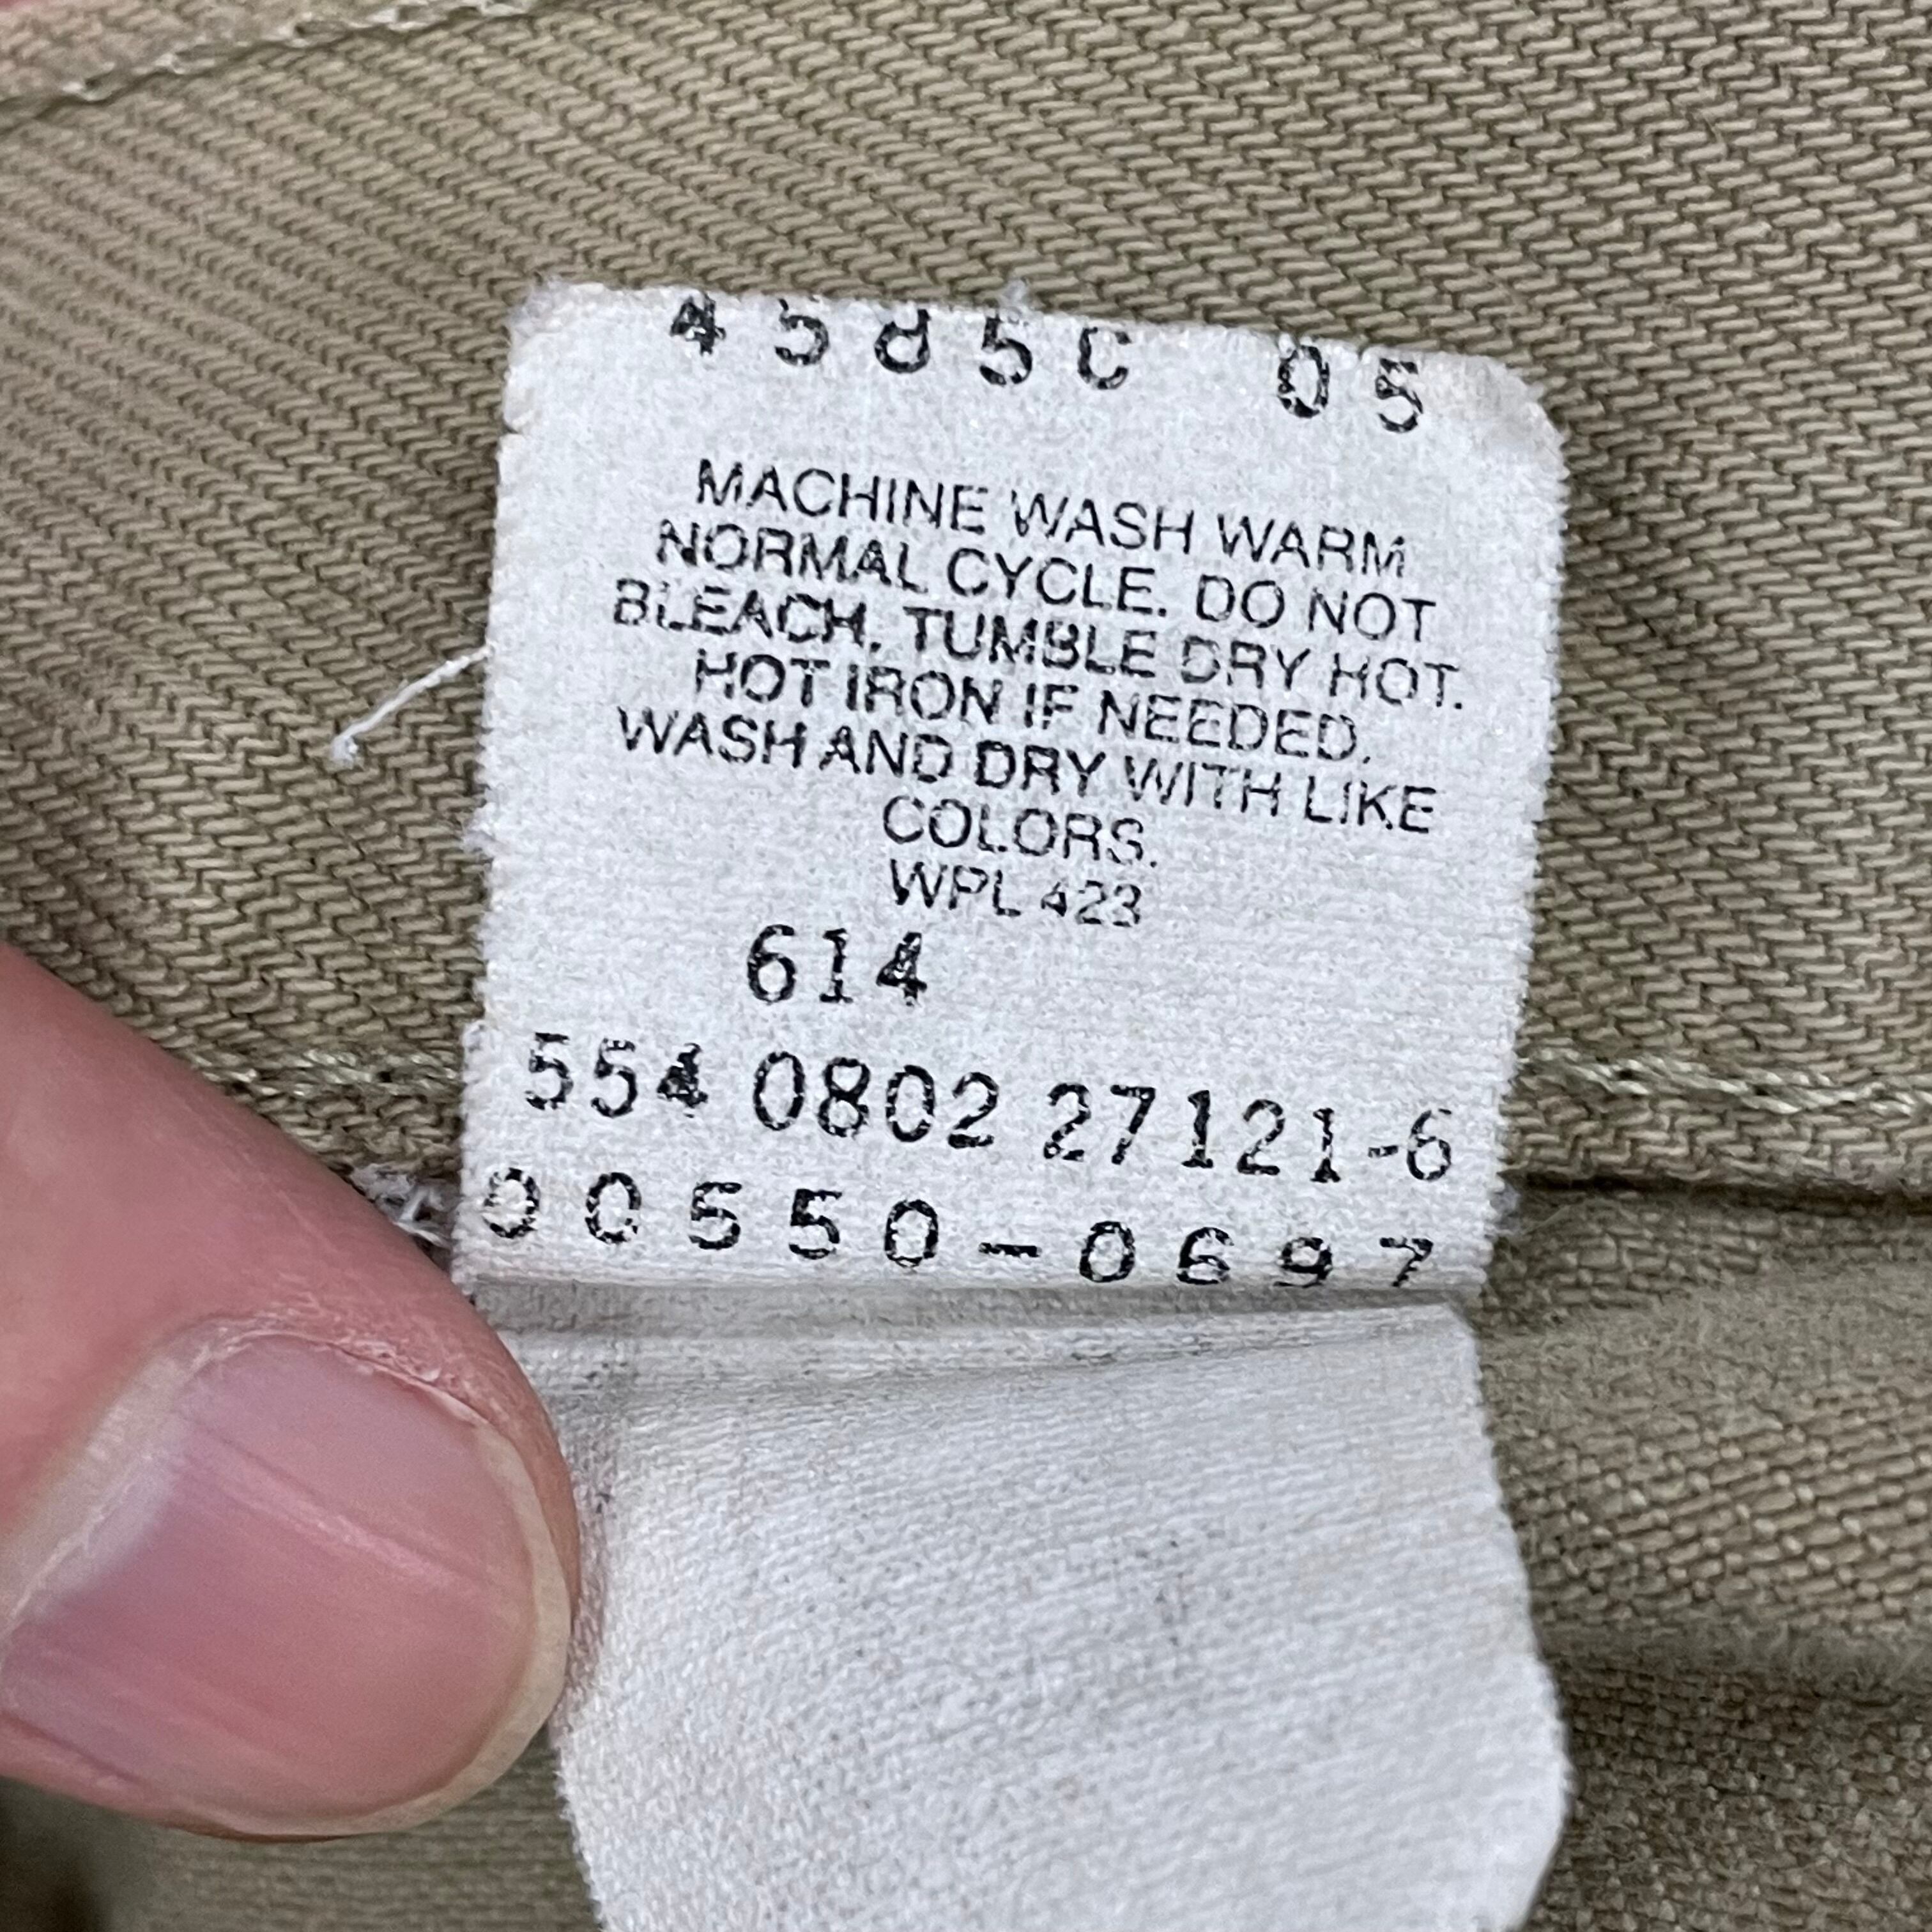 4585C 05
MACHINE WASH WARM
NORMAL CYCLE. DO NOT
BLEACH. TUMBLE DRY HOT.
HOT IRON IF NEEDED.
WASH AND DRY WITH LIKE
COLORS.
WPL 423
614
554 0802 27121-6
00550-0697